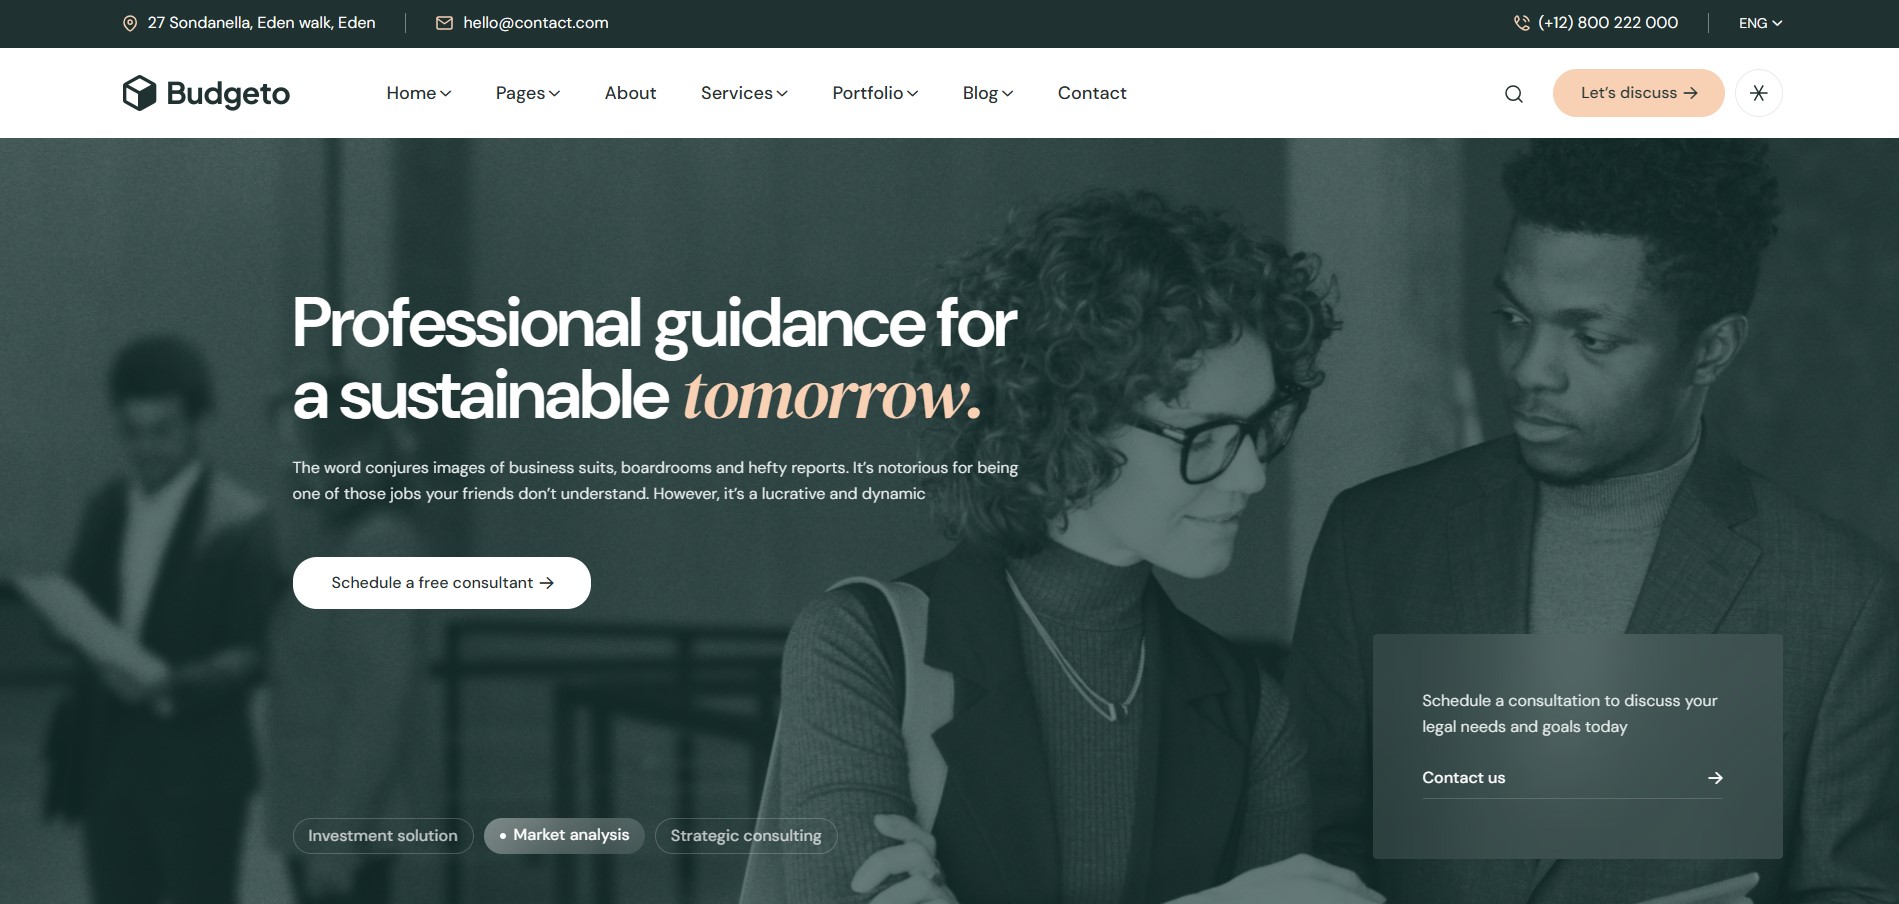 27 Sondanella, Eden walk, Eden
hello@contact.com
(+12) 800 222 000
ENG
Budgeto
Home
Pages
About
Services
Portfolio
Blog
Contact
Let's discuss
Professional guidance for
a sustainable tomorrow.
The word conjures images of business suits, boardrooms and hefty reports. It's notorious for being
one of those jobs your friends don't understand. However, it's a lucrative and dynamic
Schedule a free consultant
Schedule a consultation to discuss your
legal needs and goals today
Contact us
Investment solution
Market analysis
Strategic consulting